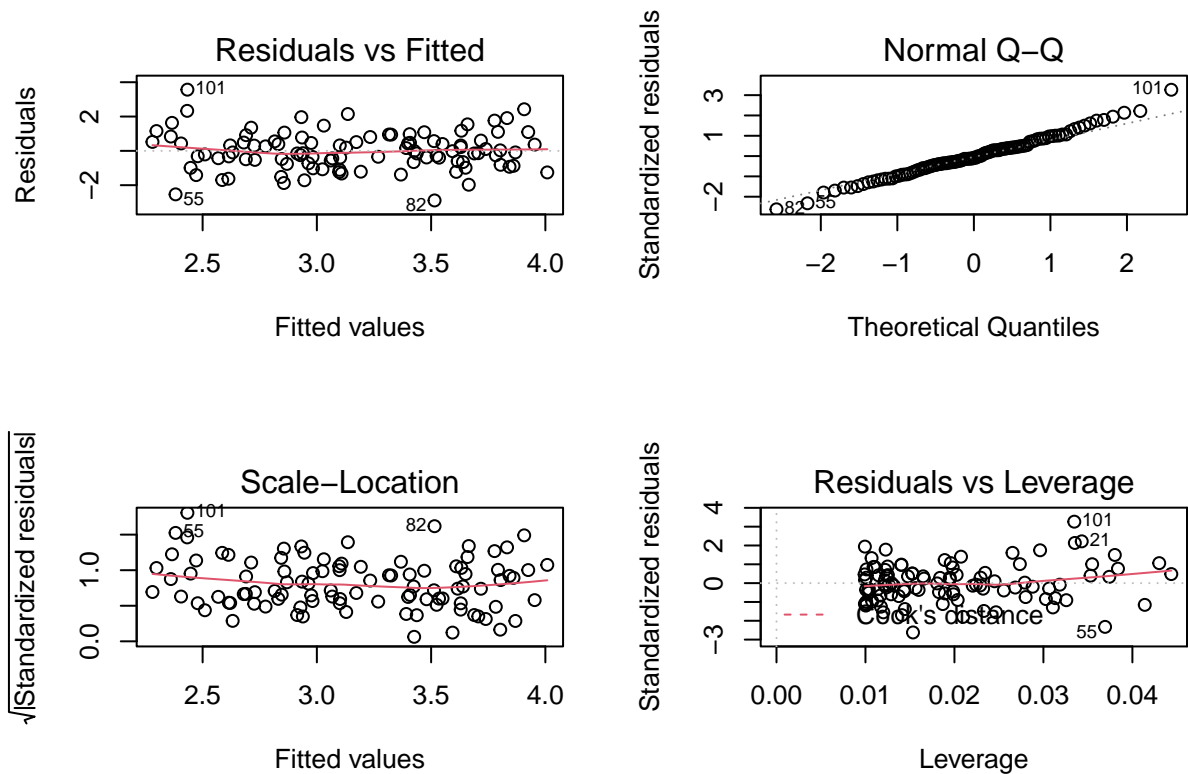 Residuals vs Fitted
Residuals
2
−2
101
55
82
2.5 3.0 3.5 4.0
Fitted values
Normal Q−Q
Standardized residuals
3
1
−2
101
82 55
−2 −1 0 1 2
Theoretical Quantiles
Scale−Location
√|Standardized residuals|
1.0
0.0
101
55
82
2.5 3.0 3.5 4.0
Fitted values
Residuals vs Leverage
Standardized residuals
4
2
0
−3
101
21
Cook's distance
55
0.00 0.01 0.02 0.03 0.04
Leverage